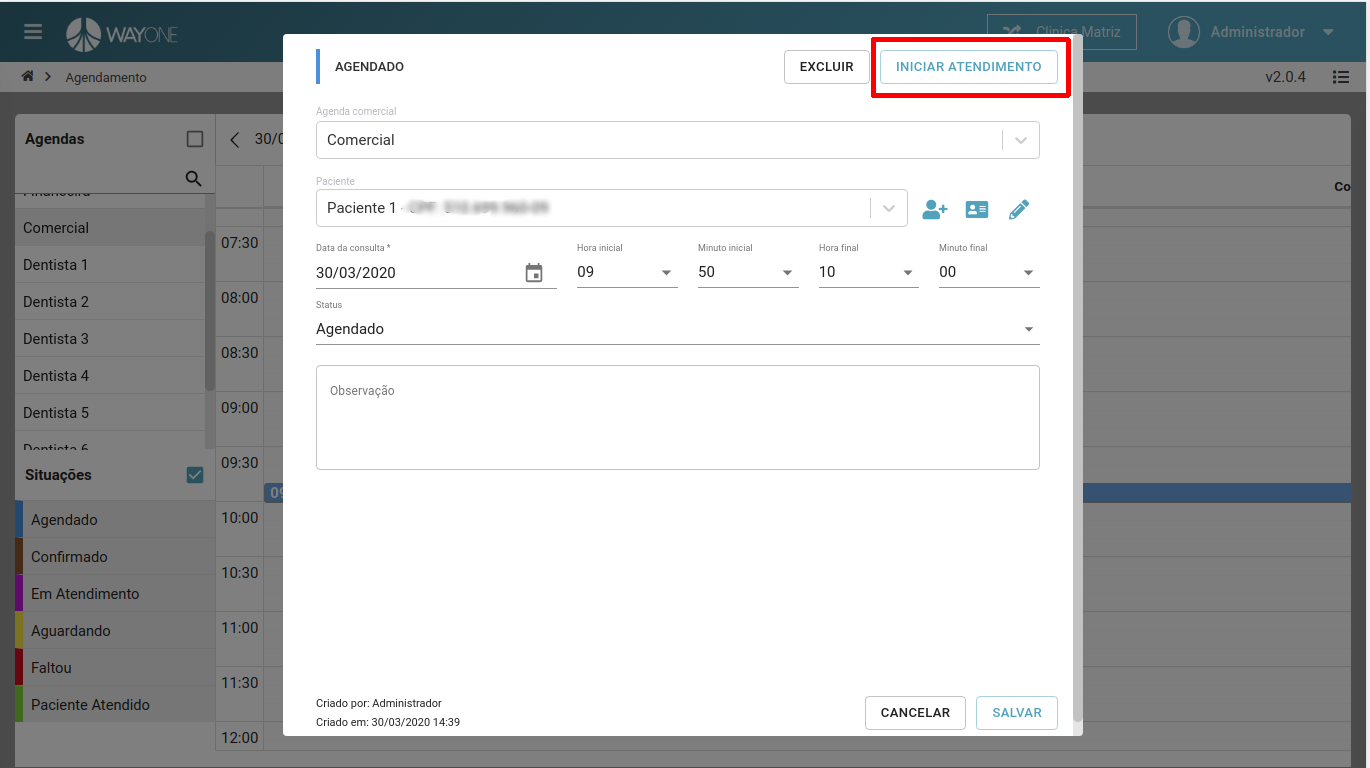 WAYONE
Clínica Matriz
Administrador
Agendamento
v2.0.4
AGENDADO
EXCLUIR
INICIAR ATENDIMENTO
Agenda comercial
Comercial
Paciente
Paciente 1 -
Data da consulta *
Hora inicial
Minuto inicial
Hora final
Minuto final
30/03/2020
09
50
10
00
Status
Agendado
Observação
Criado por: Administrador
Criado em: 30/03/2020 14:39
CANCELAR
SALVAR
Agendas
Comercial
Dentista 1
Dentista 2
Dentista 3
Dentista 4
Dentista 5
Dentista 6
Situações
Agendado
Confirmado
Em Atendimento
Aguardando
Faltou
Paciente Atendido
30/0
Co
07:30
08:00
08:30
09:00
09:30
09
10:00
10:30
11:00
11:30
12:00